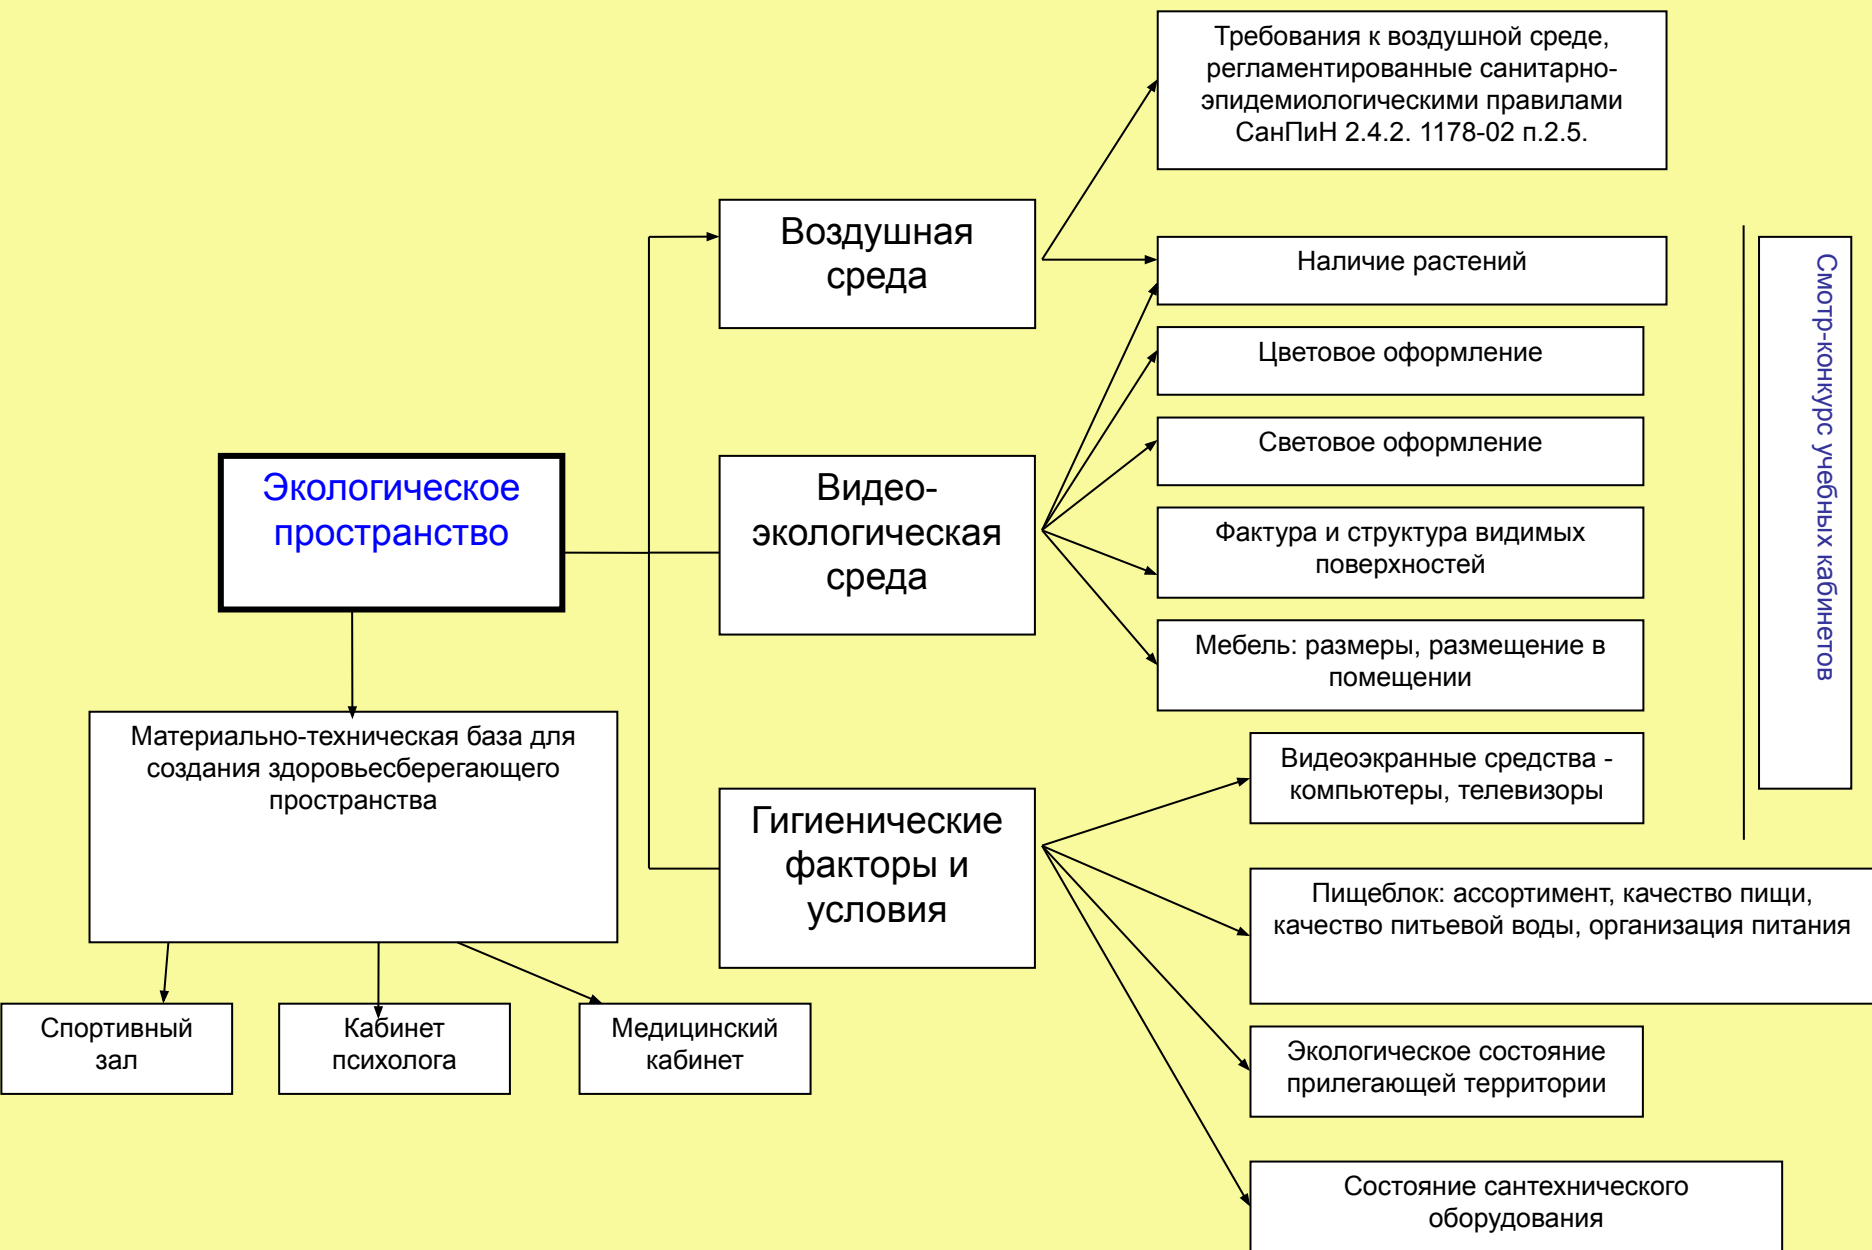 Требования к воздушной среде,
регламентированные санитарно-
эпидемиологическими правилами
СанПиН 2.4.2. 1178-02 п.2.5.
Воздушная
среда
Наличие растений
Цветовое оформление
Световое оформление
Экологическое
пространство
Видео-
экологическая
среда
Фактура и структура видимых
поверхностей
Мебель: размеры, размещение в
помещении
Смотр-конкурс учебных кабинетов
Материально-техническая база для
создания здоровьесберегающего
пространства
Гигиенические
факторы и
условия
Видеоэкранные средства -
компьютеры, телевизоры
Пищеблок: ассортимент, качество пищи,
качество питьевой воды, организация питания
Спортивный
зал
Кабинет
психолога
Медицинский
кабинет
Экологическое состояние
прилегающей территории
Состояние сантехнического
оборудования